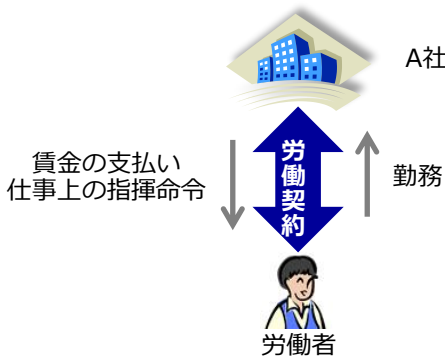 A社
労働契約
賃金の支払い
仕事上の指揮命令
勤務
労働者